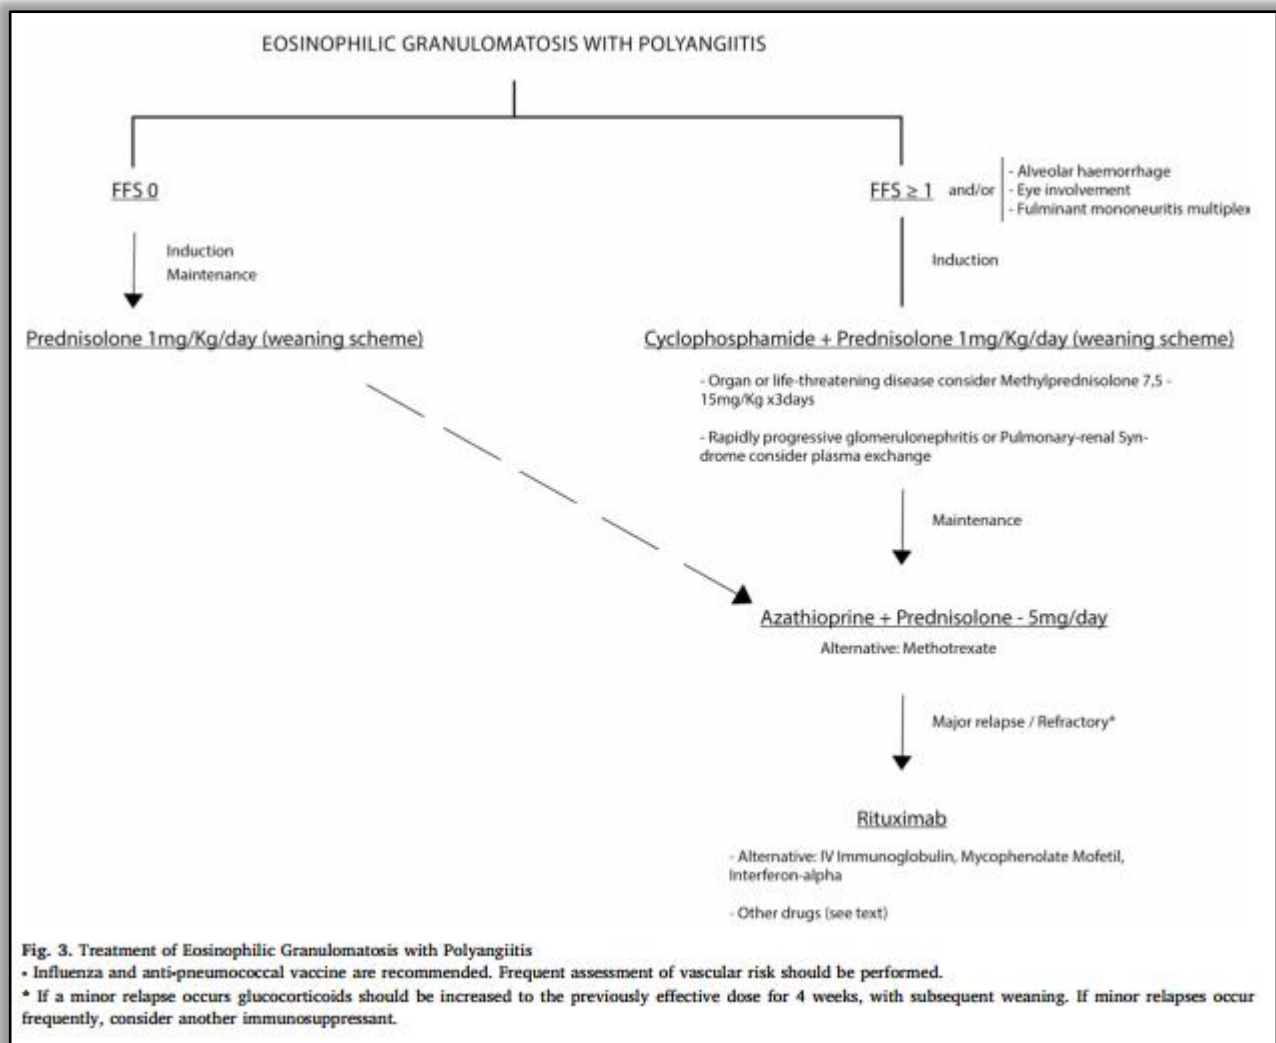 EOSINOPHILIC GRANULOMATOSIS WITH POLYANGIITIS
FFS 0
FFS ≥ 1 and/or
- Alveolar haemorrhage
- Eye involvement
- Fulminant mononeuritis multiplex
Induction
Maintenance
Induction
Prednisolone 1mg/Kg/day (weaning scheme)
Cyclophosphamide + Prednisolone 1mg/Kg/day (weaning scheme)
- Organ or life-threatening disease consider Methylprednisolone 7,5 -
15mg/Kg x3days
- Rapidly progressive glomerulonephritis or Pulmonary-renal Syn-
drome consider plasma exchange
Maintenance
Azathioprine + Prednisolone - 5mg/day
Alternative: Methotrexate
Major relapse / Refractory*
Rituximab
- Alternative: IV Immunoglobulin, Mycophenolate Mofetil,
Interferon-alpha
- Other drugs (see text)
Fig. 3. Treatment of Eosinophilic Granulomatosis with Polyangiitis
• Influenza and anti-pneumococcal vaccine are recommended. Frequent assessment of vascular risk should be performed.
* If a minor relapse occurs glucocorticoids should be increased to the previously effective dose for 4 weeks, with subsequent weaning. If minor relapses occur
frequently, consider another immunosuppressant.